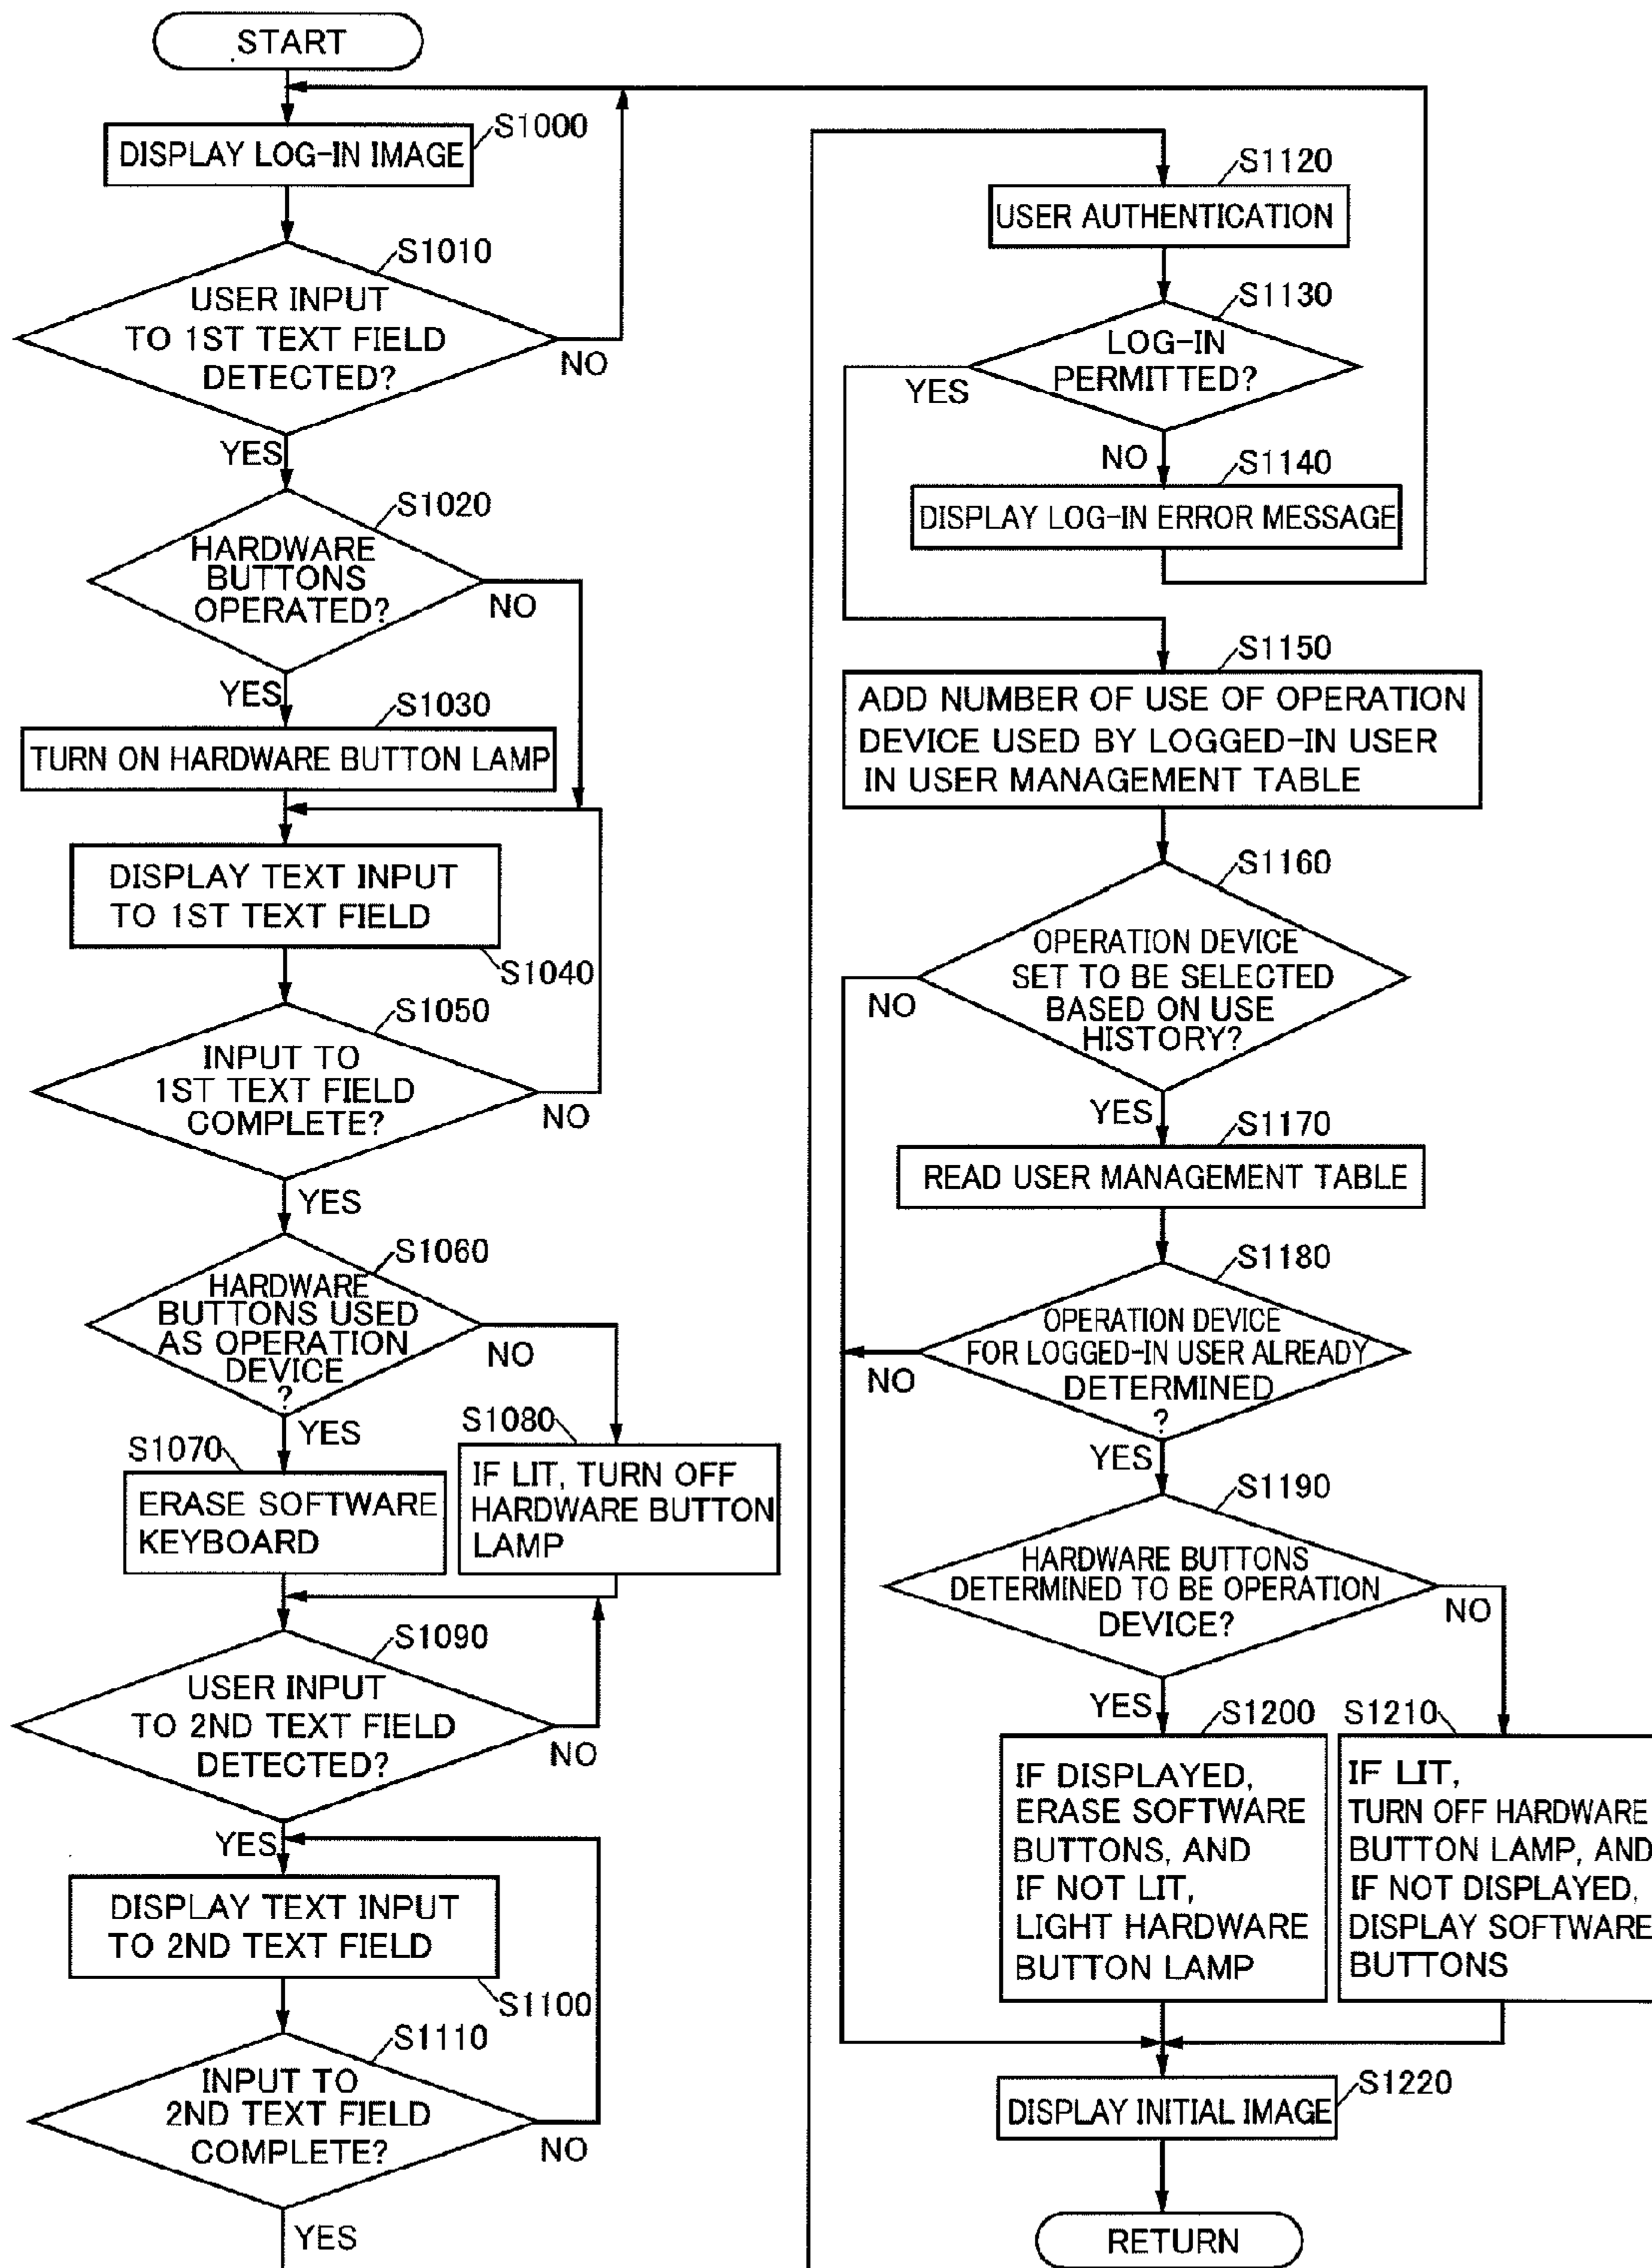 START
S1000
DISPLAY LOG-IN IMAGE
S1010
USER INPUT
TO 1ST TEXT FIELD
DETECTED?
NO
YES
S1020
HARDWARE
BUTTONS
OPERATED?
NO
YES
S1030
TURN ON HARDWARE BUTTON LAMP
DISPLAY TEXT INPUT
TO 1ST TEXT FIELD
S1040
S1050
INPUT TO
1ST TEXT FIELD
COMPLETE?
NO
YES
S1060
HARDWARE
BUTTONS USED
AS OPERATION
DEVICE
?
NO
YES
S1070
ERASE SOFTWARE
KEYBOARD
S1080
IF LIT, TURN OFF
HARDWARE BUTTON
LAMP
S1090
USER INPUT
TO 2ND TEXT FIELD
DETECTED?
NO
YES
DISPLAY TEXT INPUT
TO 2ND TEXT FIELD
S1100
S1110
INPUT TO
2ND TEXT FIELD
COMPLETE?
NO
YES
S1120
USER AUTHENTICATION
S1130
LOG-IN
PERMITTED?
YES
NO
S1140
DISPLAY LOG-IN ERROR MESSAGE
S1150
ADD NUMBER OF USE OF OPERATION
DEVICE USED BY LOGGED-IN USER
IN USER MANAGEMENT TABLE
S1160
OPERATION DEVICE
SET TO BE SELECTED
BASED ON USE
HISTORY?
NO
YES
S1170
READ USER MANAGEMENT TABLE
S1180
OPERATION DEVICE
FOR LOGGED-IN USER ALREADY
DETERMINED
?
NO
YES
S1190
HARDWARE BUTTONS
DETERMINED TO BE OPERATION
DEVICE?
NO
YES
S1200
IF DISPLAYED,
ERASE SOFTWARE
BUTTONS, AND
IF NOT LIT,
LIGHT HARDWARE
BUTTON LAMP
S1210
IF LIT,
TURN OFF HARDWARE
BUTTON LAMP, AND
IF NOT DISPLAYED,
DISPLAY SOFTWARE
BUTTONS
S1220
DISPLAY INITIAL IMAGE
RETURN